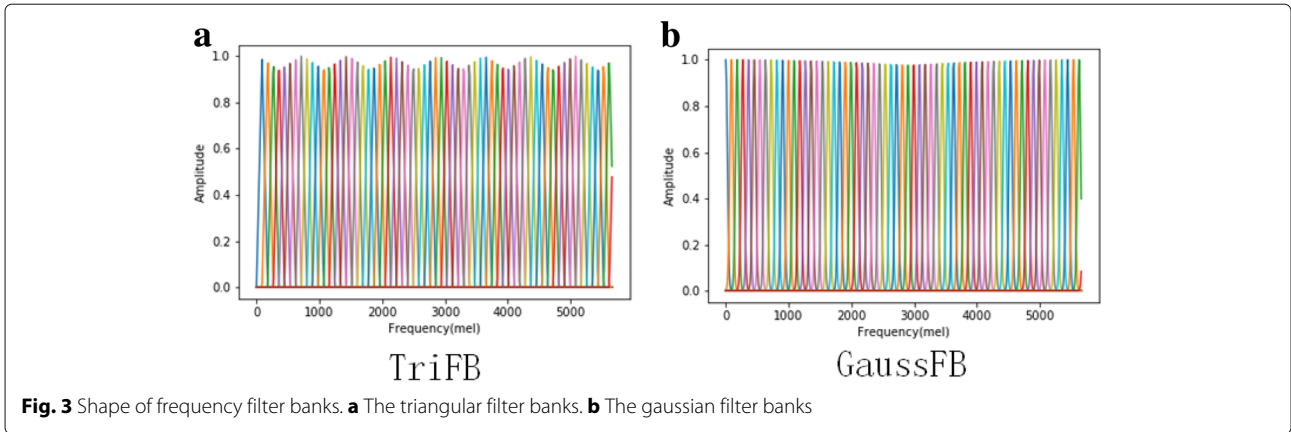 a
1.0
0.8
0.6
0.4
0.2
0.0
Amplitude
0 1000 2000 3000 4000 5000
Frequency(mel)
TriFB
b
1.0
0.8
0.6
0.4
0.2
0.0
Amplitude
0 1000 2000 3000 4000 5000
Frequency(mel)
GaussFB
Fig. 3 Shape of frequency filter banks. a The triangular filter banks. b The gaussian filter banks